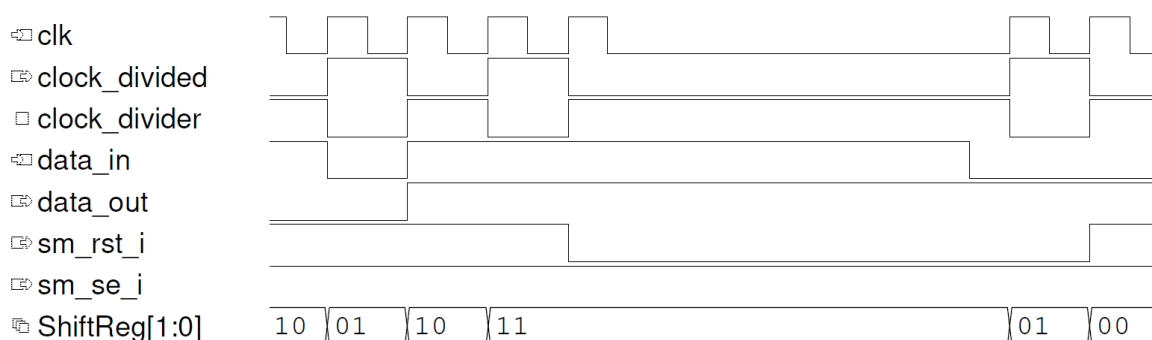 clk
clock_divided
clock_divider
data_in
data_out
sm_rst_i
sm_se_i
ShiftReg[1:0] 10 01 10 11 01 00